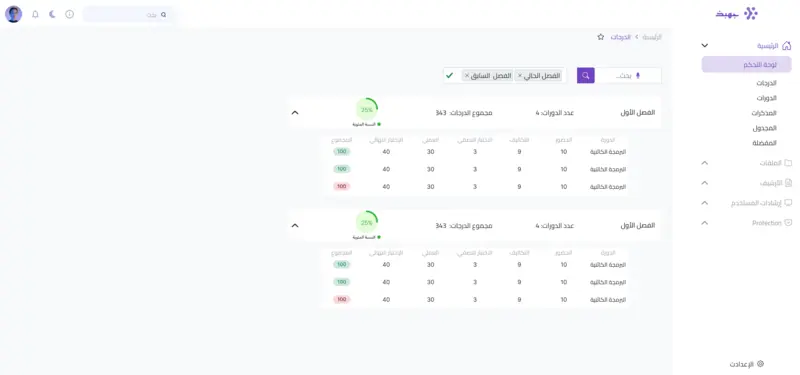 سهيد
بحث
الرئيسية
الدرجات
الرئيسية
لوحة التحكم
الدرجات
الدورات
المذكرات
المجدول
المفضلة
الملفات
الأرشيف
إرشادات المستخدم
Protection
الإعدادت
بحث...
الفصل الحالي ×
الفصل السابق ×
الفصل الأول عدد الدورات: 4 مجموع الدرجات: 343 25%
النسبة المئوية
الدورة الحضور التكاليف الاختبار النصفي العملي الإختبار النهائي المجموع
البرمجة الكائنية 10 9 3 30 40 100
البرمجة الكائنية 10 9 3 30 40 100
البرمجة الكائنية 10 9 3 30 40 100
الفصل الأول عدد الدورات: 4 مجموع الدرجات: 343 25%
النسبة المئوية
الدورة الحضور التكاليف الاختبار النصفي العملي الإختبار النهائي المجموع
البرمجة الكائنية 10 9 3 30 40 100
البرمجة الكائنية 10 9 3 30 40 100
البرمجة الكائنية 10 9 3 30 40 100